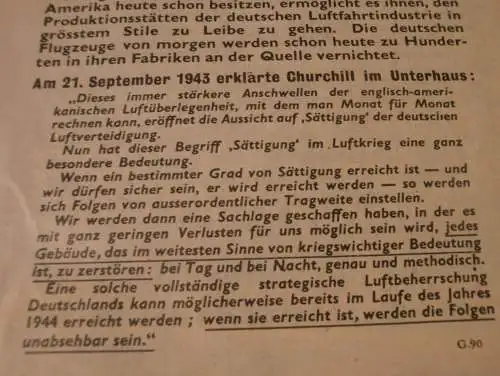 Amerika heute schon besitzen, ermöglicht es ihnen, den
Produktionsstätten der deutschen Luftfahrtindustrie in
grösstem Stile zu Leibe zu gehen. Die deutschen
Flugzeuge von morgen werden schon heute zu Hunder-
ten in ihren Fabriken an der Quelle vernichtet.
Am 21. September 1943 erklärte Churchill im Unterhaus:
„Dieses immer stärkere Anschwellen der englisch-ameri-
kanischen Luftüberlegenheit, mit dem man Monat für Monat
rechnen kann, eröffnet die Aussicht auf ‚Sättigung‘ der deutschen
Luftverteidigung.
Nun hat dieser Begriff ‚Sättigung‘ im Luftkrieg eine ganz
besondere Bedeutung.
Wenn ein bestimmter Grad von Sättigung erreicht ist — und
wir dürfen sicher sein, er wird erreicht werden — so werden
sich Folgen von ausserordentlicher Tragweite einstellen.
Wir werden dann eine Sachlage geschaffen haben, in der es
mit ganz geringen Verlusten für uns möglich sein wird, jedes
Gebäude, das im weitesten Sinne von kriegswichtiger Bedeutung
ist, zu zerstören: bei Tag und bei Nacht, genau und methodisch.
Eine solche vollständige strategische Luftbeherrschung
Deutschlands kann möglicherweise bereits im Laufe des Jahres
1944 erreicht werden; wenn sie erreicht ist, werden die Folgen
unabsehbar sein.“
G.90